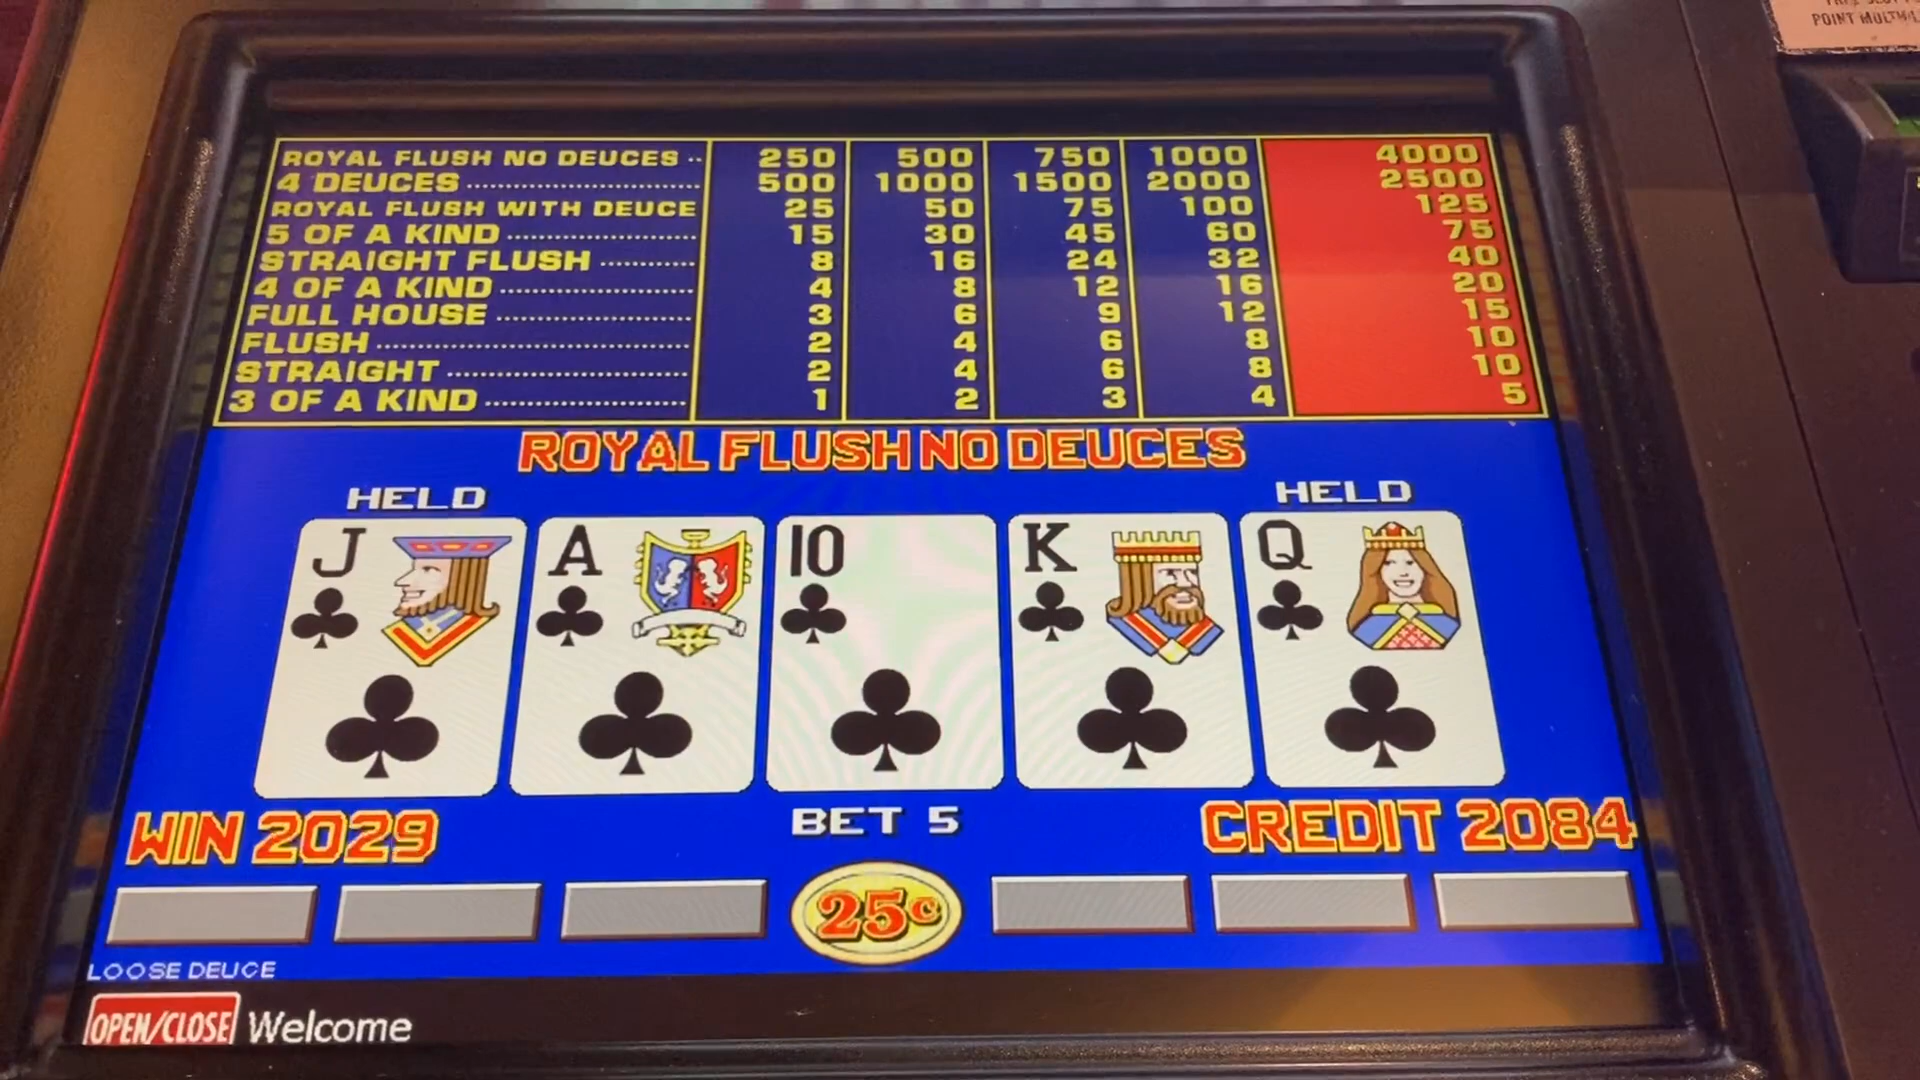 POINT MULT
ROYAL FLUSH NO DEUCES .. 250 500 750 1000 4000
4 DEUCES 500 1000 1500 2000 2500
ROYAL FLUSH WITH DEUCE 25 50 75 100 125
5 OF A KIND 15 30 45 60 75
STRAIGHT FLUSH 8 16 24 32 40
4 OF A KIND 4 8 12 16 20
FULL HOUSE 3 6 9 12 15
FLUSH 2 4 6 8 10
STRAIGHT 2 4 6 8 10
3 OF A KIND 1 2 3 4 5
ROYAL FLUSH NO DEUCES
HELD HELD
J A 10 K Q
WIN 2029 BET 5 CREDIT 2084
25¢
LOOSE DEUCE
OPEN/CLOSE Welcome